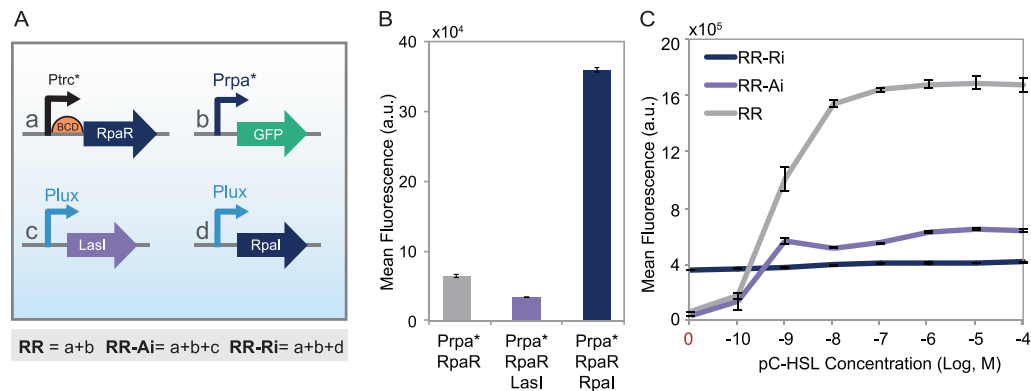 A
Ptrc*
Prpa*
a
BCD
RpaR
b
GFP
Plux
Plux
c
LasI
d
RpaI
RR = a+b RR-Ai= a+b+c RR-Ri= a+b+d
B
x10⁴
Mean Fluorescence (a.u.)
40
30
20
10
0
Prpa*
RpaR
Prpa*
RpaR
LasI
Prpa*
RpaR
RpaI
C
x10⁵
Mean Fluorescence (a.u.)
20
16
12
8
4
0
RR-Ri
RR-Ai
RR
0 -10 -9 -8 -7 -6 -5 -4
pC-HSL Concentration (Log, M)